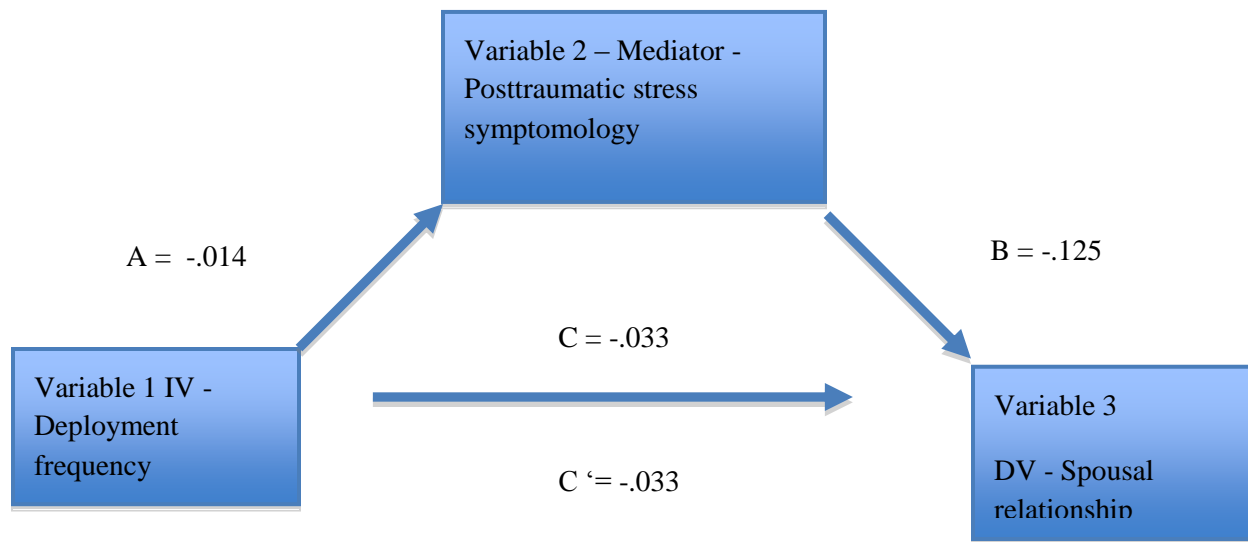 Variable 2 – Mediator -
Posttraumatic stress
symptomology
A = -.014
B = -.125
C = -.033
Variable 1 IV -
Deployment
frequency
Variable 3
DV - Spousal
relationship
C ‘= -.033